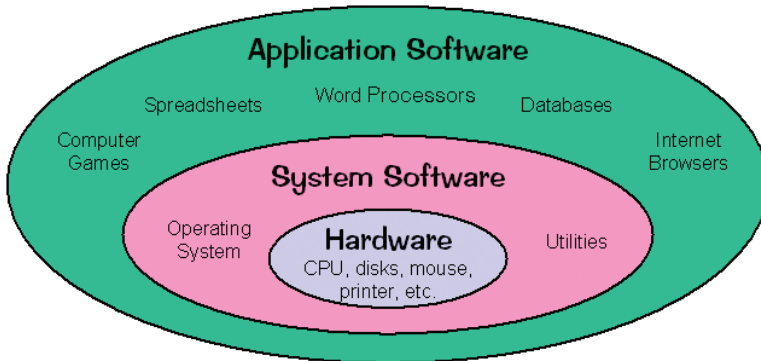 Application Software
Spreadsheets
Word Processors
Databases
Computer
Games
Internet
Browsers
System Software
Operating
System
Utilities
Hardware
CPU, disks, mouse,
printer, etc.